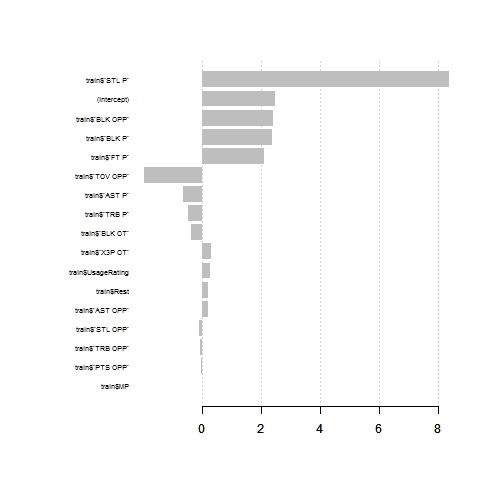 train$`STL P`
(Intercept)
train$`BLK OPP`
train$`BLK P`
train$`FT P`
train$`TOV OPP`
train$`AST P`
train$`TRB P`
train$`BLK OT`
train$`X3P OT`
train$UsageRating
train$Rest
train$`AST OPP`
train$`STL OPP`
train$`TRB OPP`
train$`PTS OPP`
train$MP
0 2 4 6 8